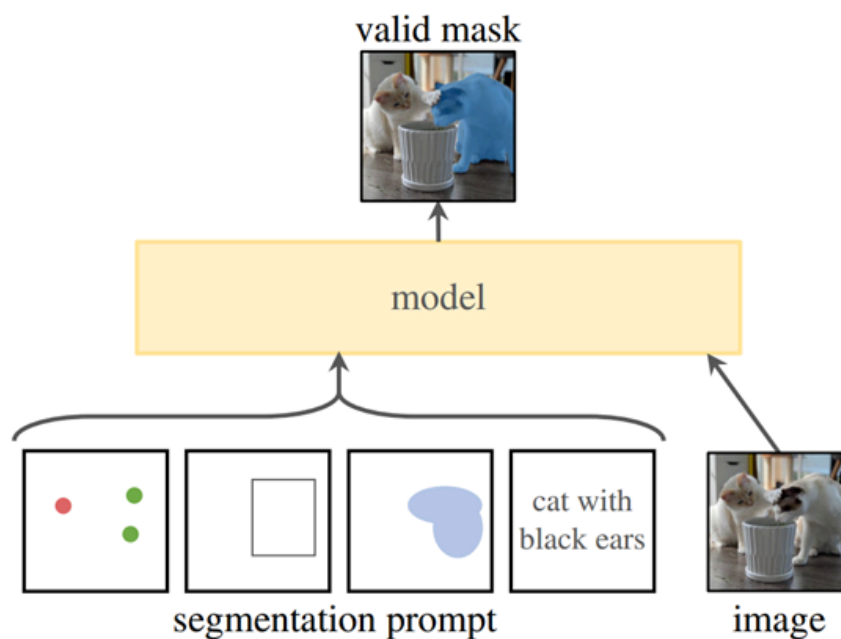 valid mask
model
cat with
black ears
segmentation prompt
image